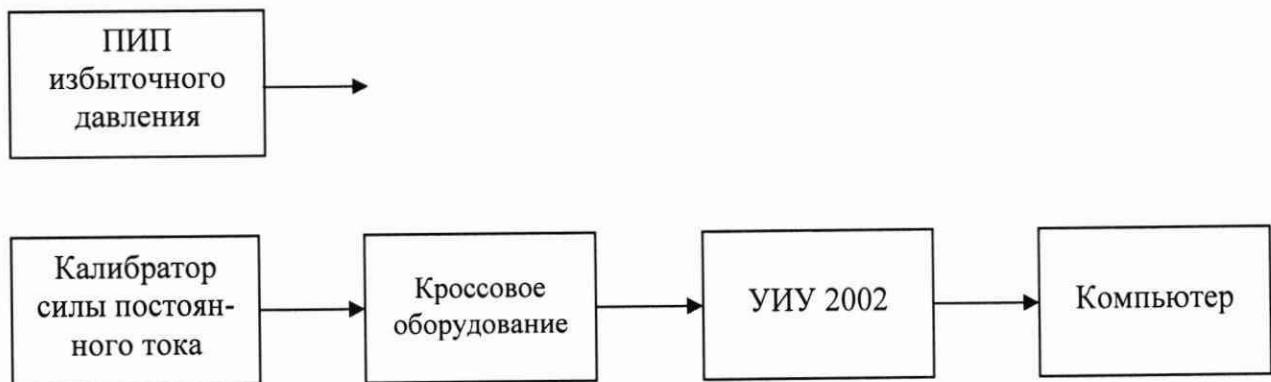 ПИП
избыточного
давления
Калибратор
силы постоян-
ного тока
Кроссовое
оборудование
УИУ 2002
Компьютер